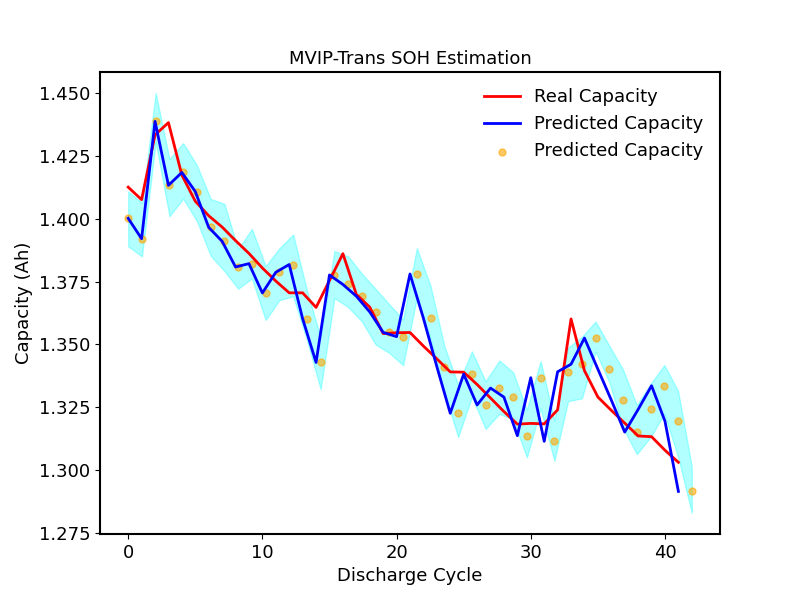 MVIP-Trans SOH Estimation
Real Capacity
Predicted Capacity
Predicted Capacity
Capacity (Ah)
1.450
1.425
1.400
1.375
1.350
1.325
1.300
1.275
0 10 20 30 40
Discharge Cycle